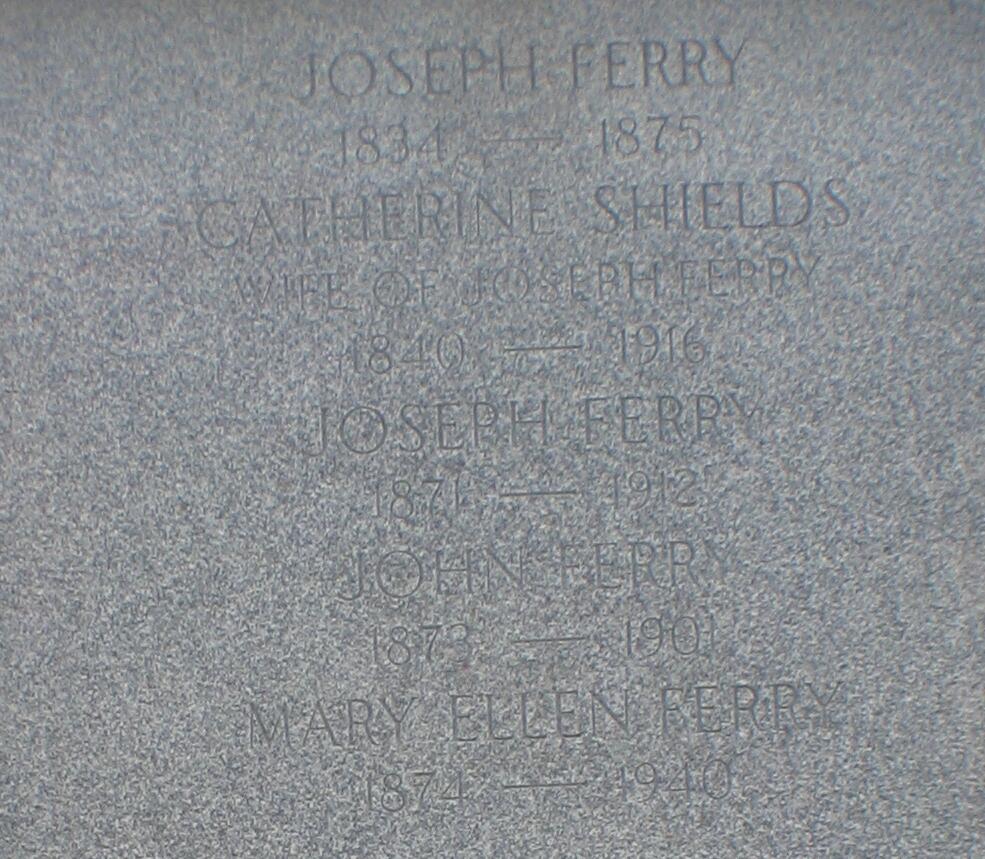 JOSEPH FERRY
1834 — 1875
CATHERINE SHIELDS
WIFE OF JOSEPH FERRY
1840 — 1916
JOSEPH FERRY
1871 — 1912
JOHN FERRY
1873 — 1901
MARY ELLEN FERRY
1874 — 1940